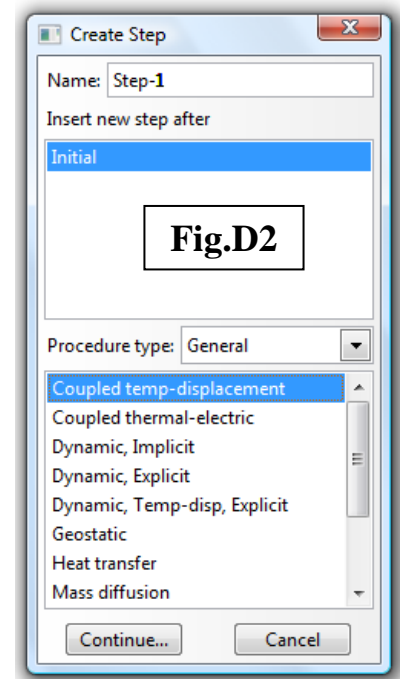 Create Step
Name: Step-1
Insert new step after
Initial
Fig.D2
Procedure type: General
Coupled temp-displacement
Coupled thermal-electric
Dynamic, Implicit
Dynamic, Explicit
Dynamic, Temp-disp, Explicit
Geostatic
Heat transfer
Mass diffusion
Continue... Cancel